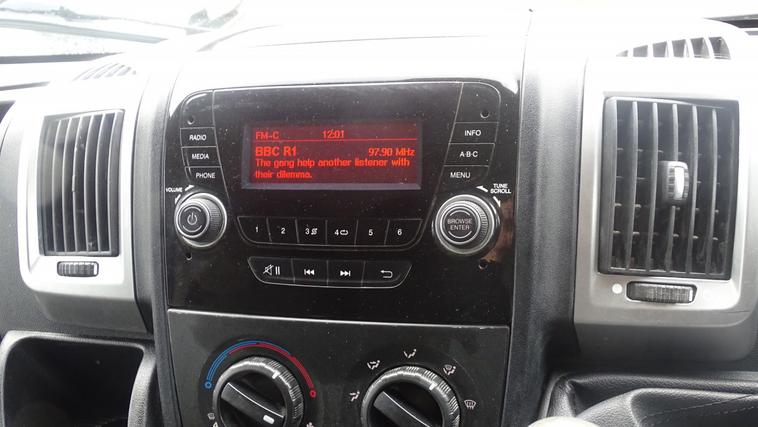 FM-C 12:01
BBC R1 97.90 MHz
The gang help another listener with
their dilemma.
RADIO
MEDIA
PHONE
INFO
A-B-C
MENU
VOLUME
TUNE
SCROLL
BROWSE
ENTER
1 2 3 4 5 6